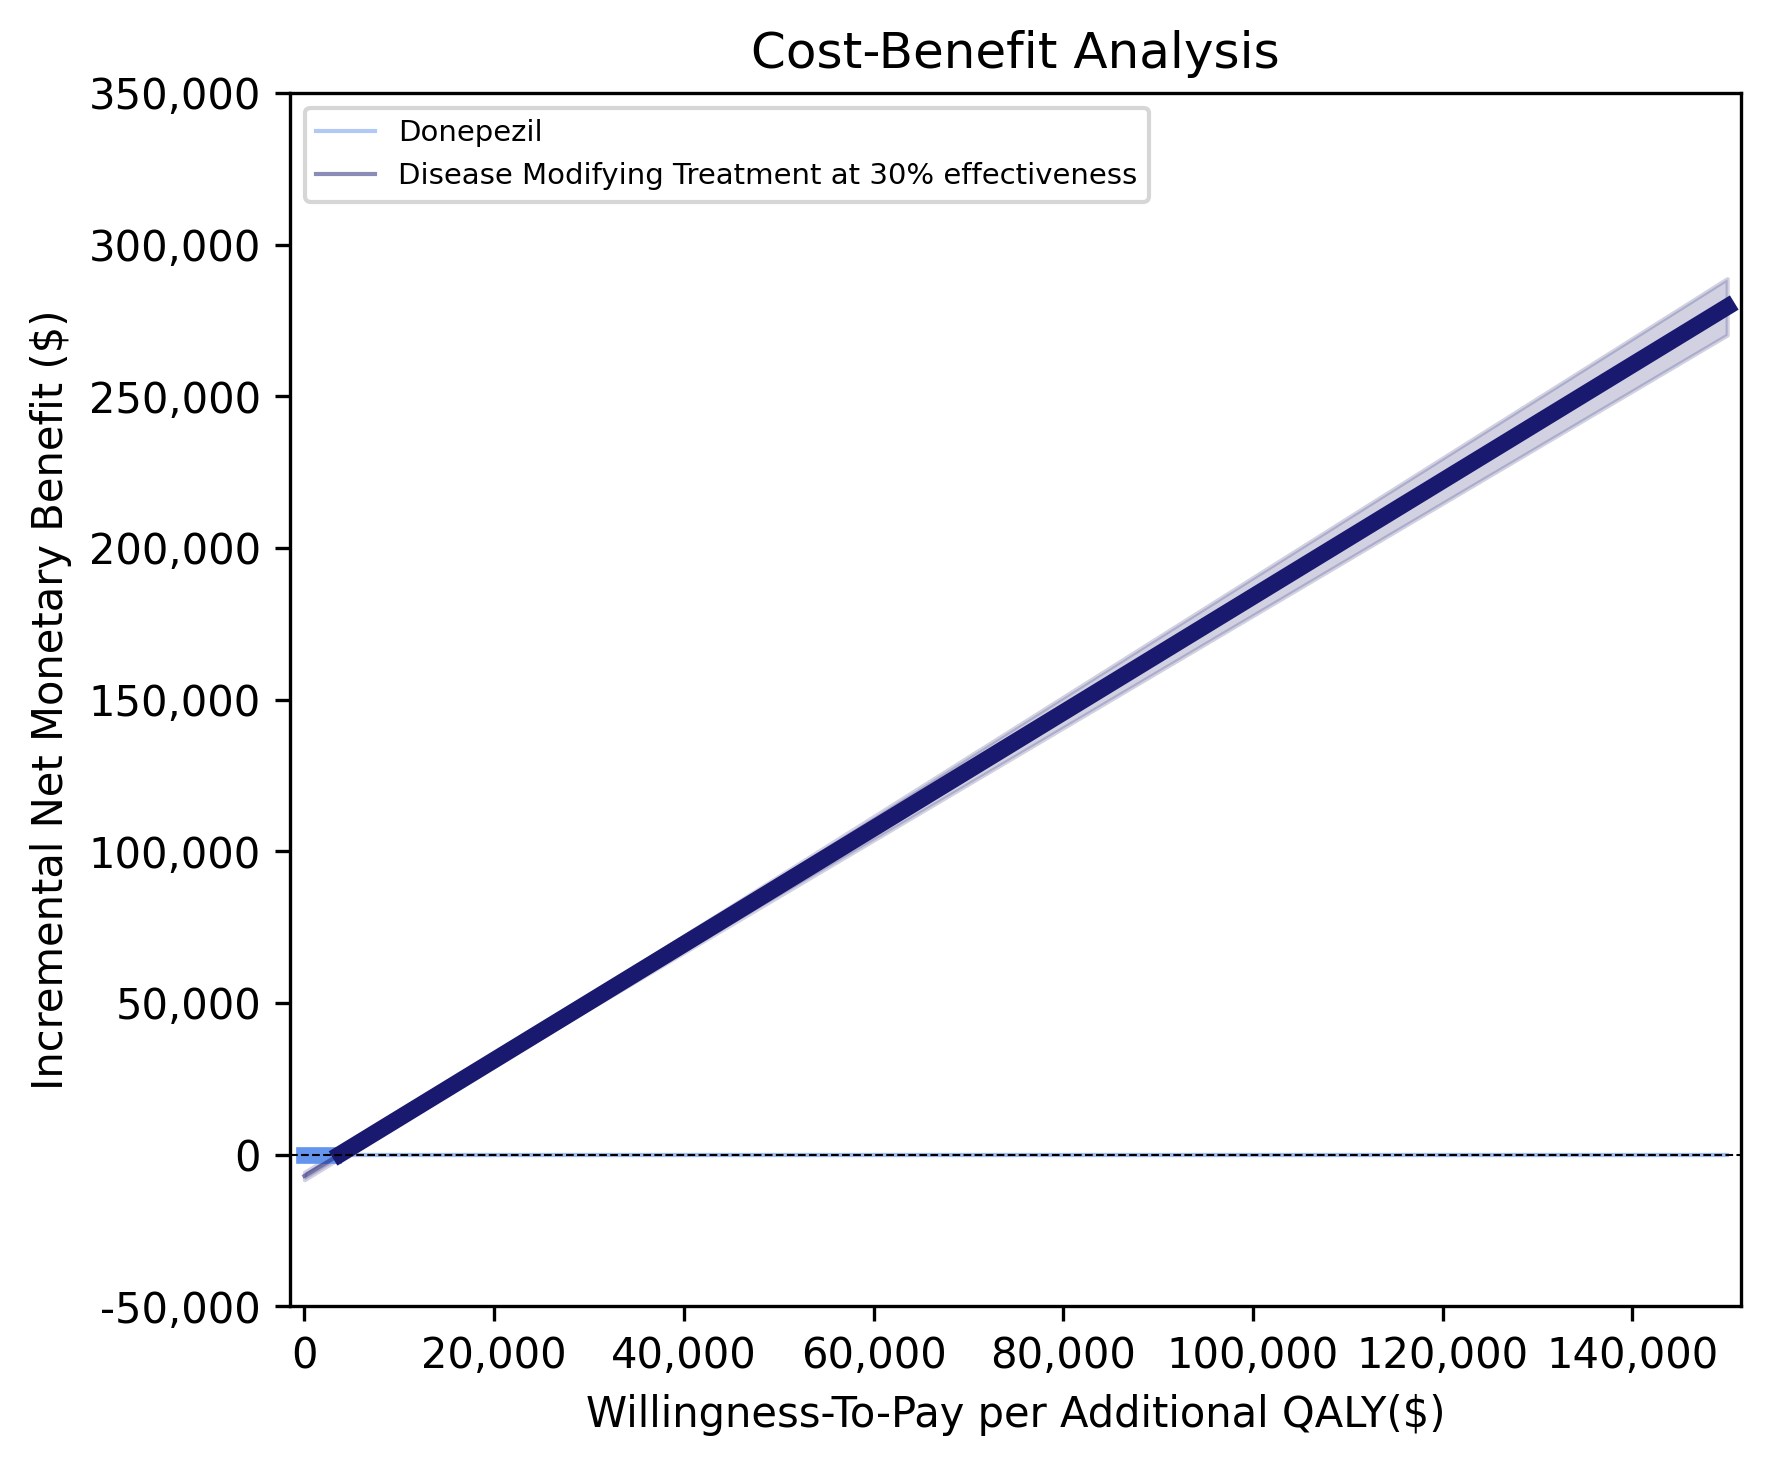 Cost-Benefit Analysis
350,000
300,000
250,000
200,000
150,000
100,000
50,000
0
-50,000
Incremental Net Monetary Benefit ($)
Donepezil
Disease Modifying Treatment at 30% effectiveness
0 20,000 40,000 60,000 80,000 100,000 120,000 140,000
Willingness-To-Pay per Additional QALY($)